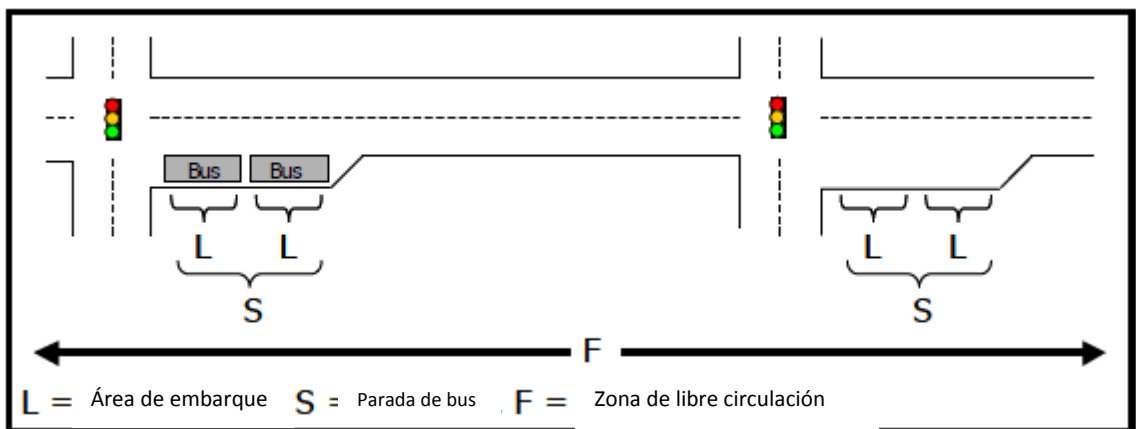 Bus Bus
L L L L
S S
F
L = Área de embarque S = Parada de bus F = Zona de libre circulación